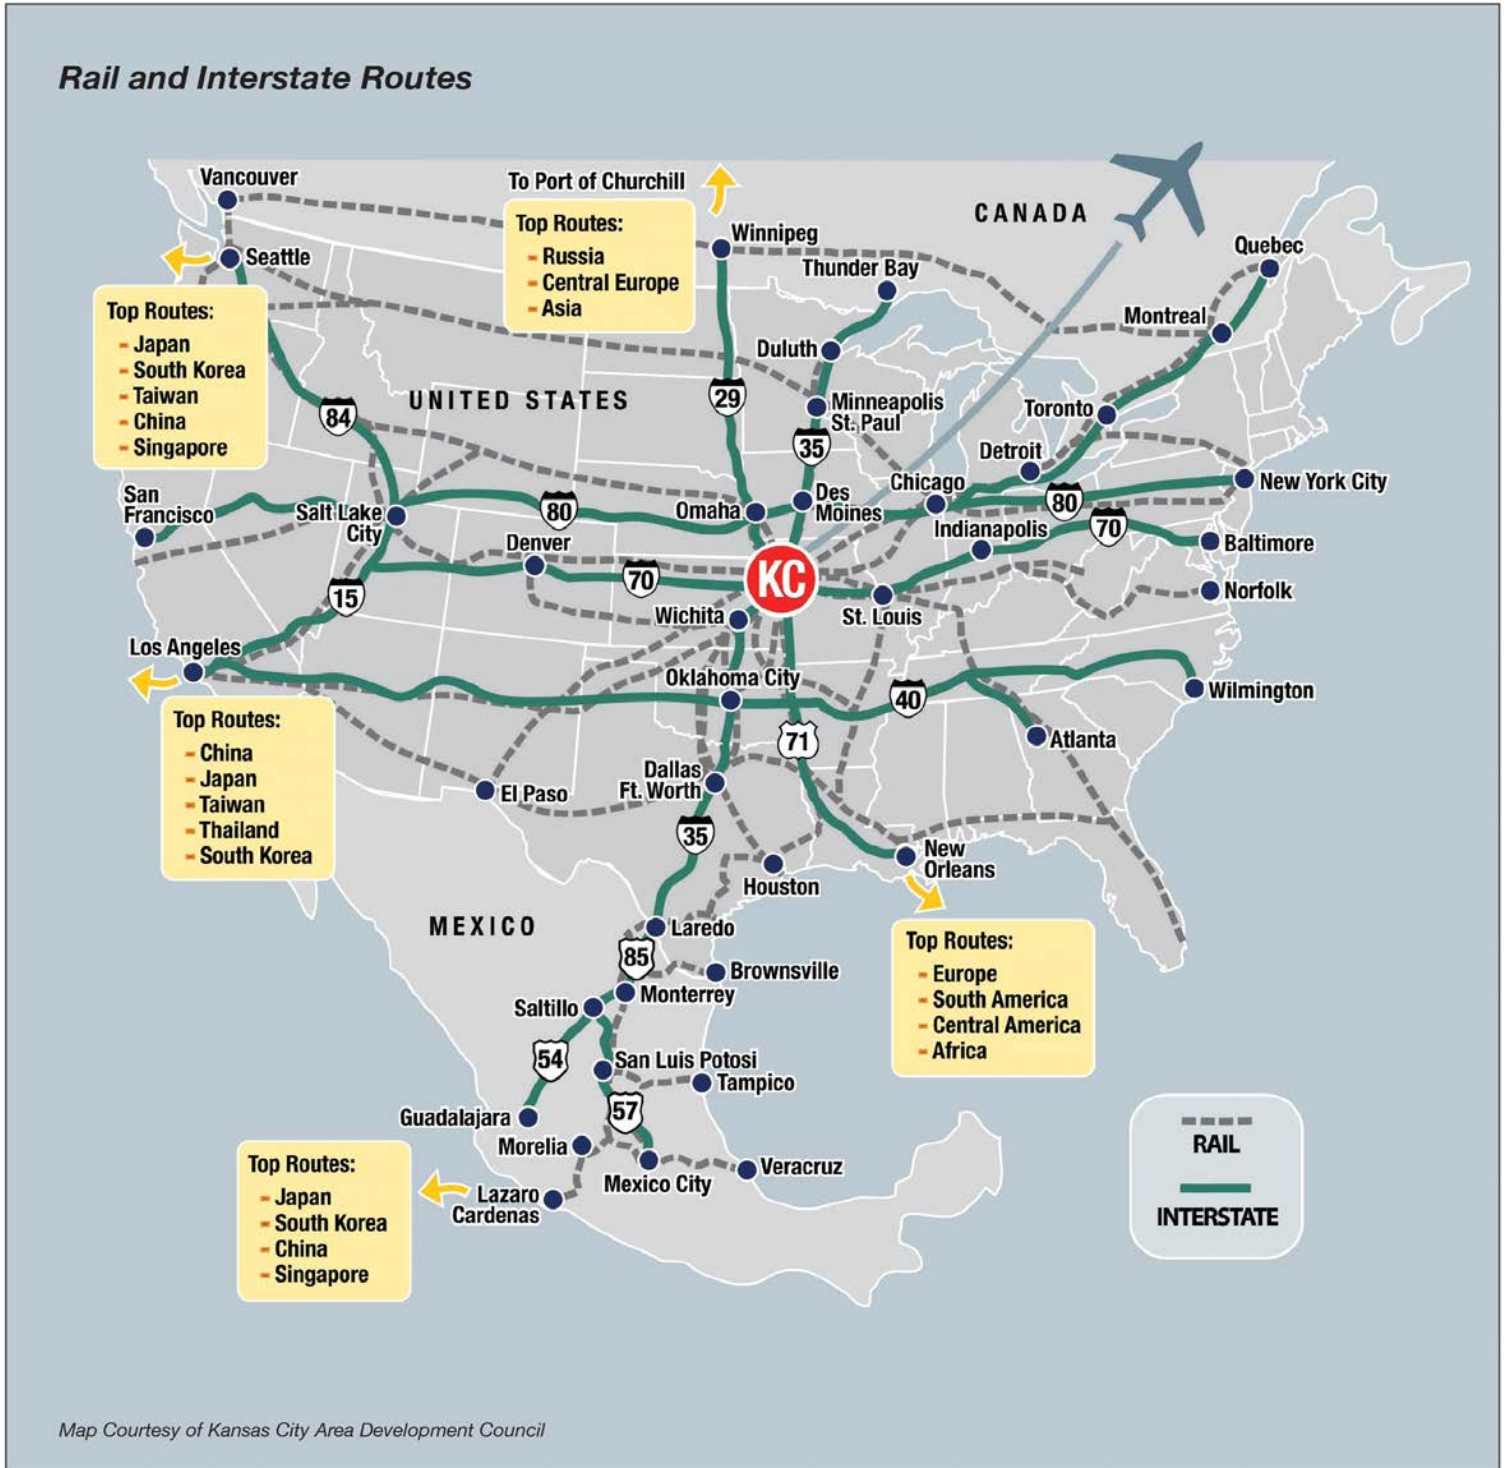 Rail and Interstate Routes
Vancouver
To Port of Churchill
CANADA
Top Routes:
- Russia
- Central Europe
- Asia
Winnipeg
Thunder Bay
Quebec
Seattle
Top Routes:
- Japan
- South Korea
- Taiwan
- China
- Singapore
Montreal
Duluth
UNITED STATES
29
84
Minneapolis
St. Paul
Toronto
35
Detroit
Chicago
New York City
San
Francisco
Salt Lake
City
80
Omaha
Des
Moines
80
70
Indianapolis
Denver
Baltimore
70
KC
15
Norfolk
Wichita
St. Louis
Los Angeles
Oklahoma City
40
Wilmington
Top Routes:
- China
- Japan
- Taiwan
- Thailand
- South Korea
71
Atlanta
Dallas
Ft. Worth
El Paso
35
New
Orleans
Houston
MEXICO
Laredo
Top Routes:
- Europe
- South America
- Central America
- Africa
85
Brownsville
Monterrey
Saltillo
54
San Luis Potosi
Tampico
57
Guadalajara
Morelia
Mexico City
Veracruz
Lazaro
Cardenas
Top Routes:
- Japan
- South Korea
- China
- Singapore
RAIL
INTERSTATE
Map Courtesy of Kansas City Area Development Council